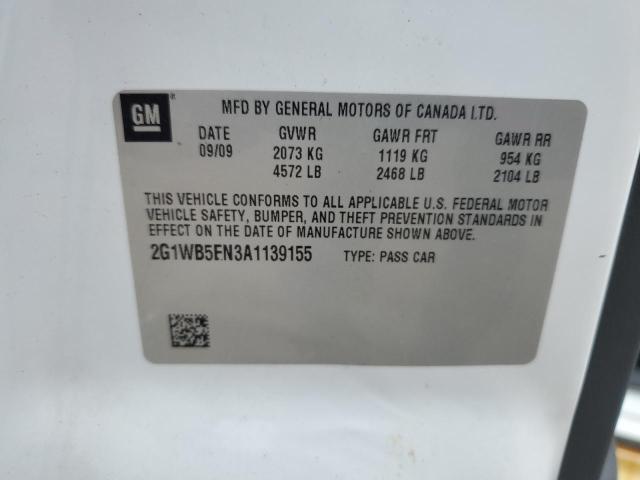 GM
MFD BY GENERAL MOTORS OF CANADA LTD.
DATE GVWR GAWR FRT GAWR RR
09/09 2073 KG 1119 KG 954 KG
4572 LB 2468 LB 2104 LB
THIS VEHICLE CONFORMS TO ALL APPLICABLE U.S. FEDERAL MOTOR
VEHICLE SAFETY, BUMPER, AND THEFT PREVENTION STANDARDS IN
EFFECT ON THE DATE OF MANUFACTURE SHOWN ABOVE.
2G1WB5EN3A1139155 TYPE: PASS CAR